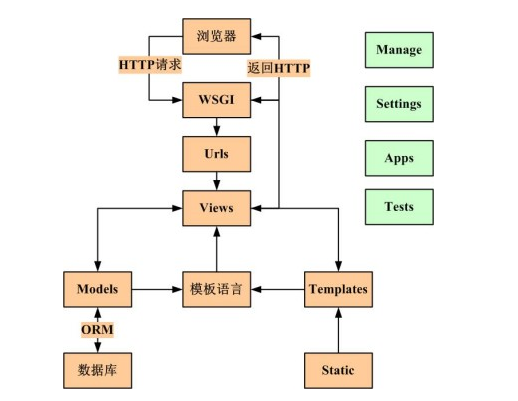 浏览器
HTTP请求
返回HTTP
WSGI
Urls
Views
Models
模板语言
Templates
ORM
数据库
Static
Manage
Settings
Apps
Tests